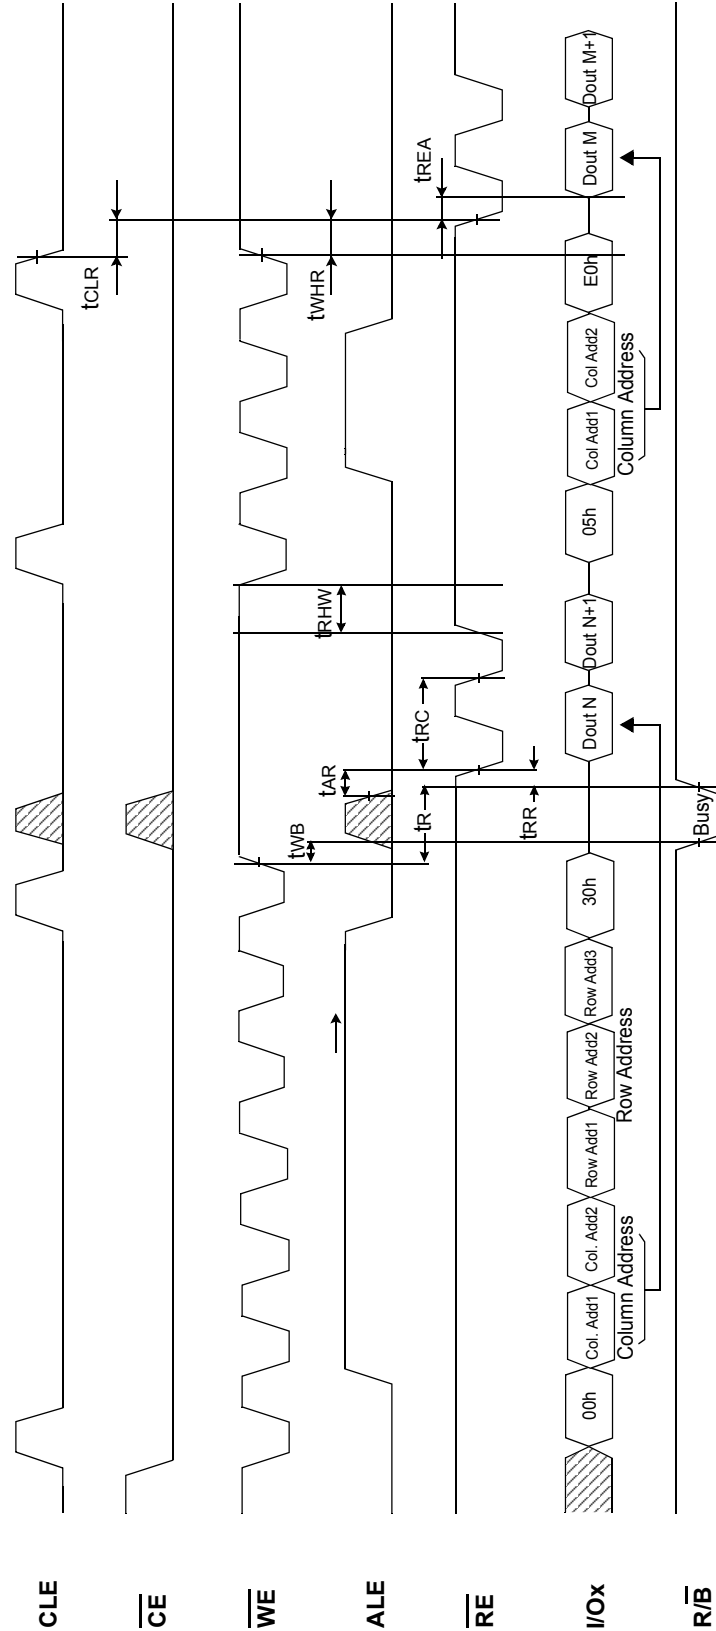 CLE
CE
WE
ALE
RE
I/Ox
R/B
tCLR
tWHR
tREA
tRHW
tAR
tRC
tWB
tR
tRR
00h
Col. Add1
Col. Add2
Row Add1
Row Add2
Row Add3
30h
Dout N
Dout N+1
05h
Col Add1
Col Add2
E0h
Dout M
Dout M+1
Column Address
Row Address
Column Address
Busy